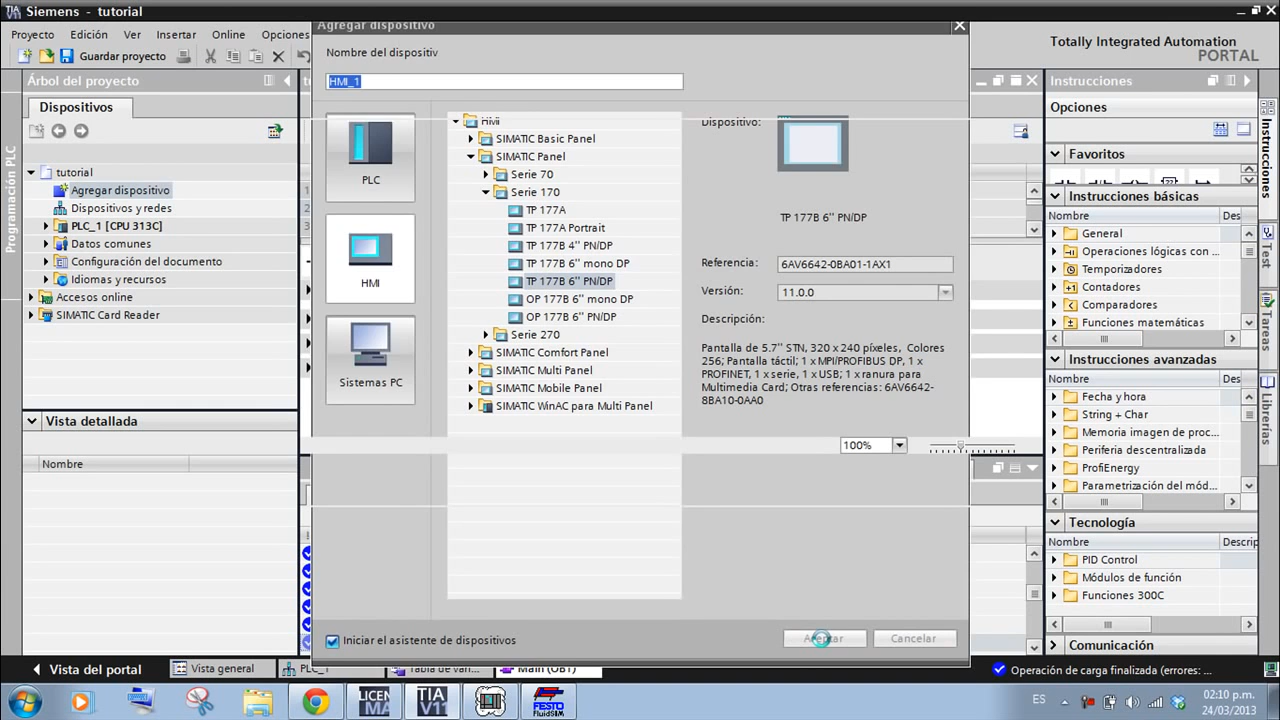 Siemens - tutorial
Proyecto Edición Ver Insertar Online Opciones
Guardar proyecto
Totally Integrated Automation
PORTAL
Árbol del proyecto
Dispositivos
tutorial
Agregar dispositivo
Dispositivos y redes
PLC_1 [CPU 313C]
Datos comunes
Configuración del documento
Idiomas y recursos
Accesos online
SIMATIC Card Reader
Programación PLC
Vista detallada
Nombre
Agregar dispositivo
Nombre del dispositiv
HMI_1
PLC
HMI
Sistemas PC
HMI
SIMATIC Basic Panel
SIMATIC Panel
Serie 70
Serie 170
TP 177A
TP 177A Portrait
TP 177B 4'' PN/DP
TP 177B 6'' mono DP
TP 177B 6'' PN/DP
OP 177B 6'' mono DP
OP 177B 6'' PN/DP
Serie 270
SIMATIC Comfort Panel
SIMATIC Multi Panel
SIMATIC Mobile Panel
SIMATIC WinAC para Multi Panel
Dispositivo:
TP 177B 6'' PN/DP
Referencia: 6AV6642-0BA01-1AX1
Versión: 11.0.0
Descripción:
Pantalla de 5.7'' STN, 320 x 240 píxeles, Colores
256; Pantalla táctil; 1 x MPI/PROFIBUS DP, 1 x
PROFINET, 1 x serie, 1 x USB; 1 ranura para
Multimedia Card; Otras referencias: 6AV6642-
8BA10-0AA0
100%
Iniciar el asistente de dispositivos
Aceptar Cancelar
Instrucciones
Opciones
Favoritos
Instrucciones básicas
Nombre Des
General
Operaciones lógicas con ...
Temporizadores
Contadores
Comparadores
Funciones matemáticas
Instrucciones avanzadas
Nombre Des
Fecha y hora
String + Char
Memoria imagen de proc...
Periferia descentralizada
ProfiEnergy
Parametrización del mód...
Tecnología
Nombre Descrip
PID Control
Módulos de función
Funciones 300C
Comunicación
Instrucciones
Test
Tareas
Librerías
Vista del portal
Vista general
PLC_1
Tabla de vari...
Main (OB1)
Operación de carga finalizada (errores: ...
LICEN
MA
TIA
V11
FESTO
FluidSIM
ES
02:10 p.m.
24/03/2013